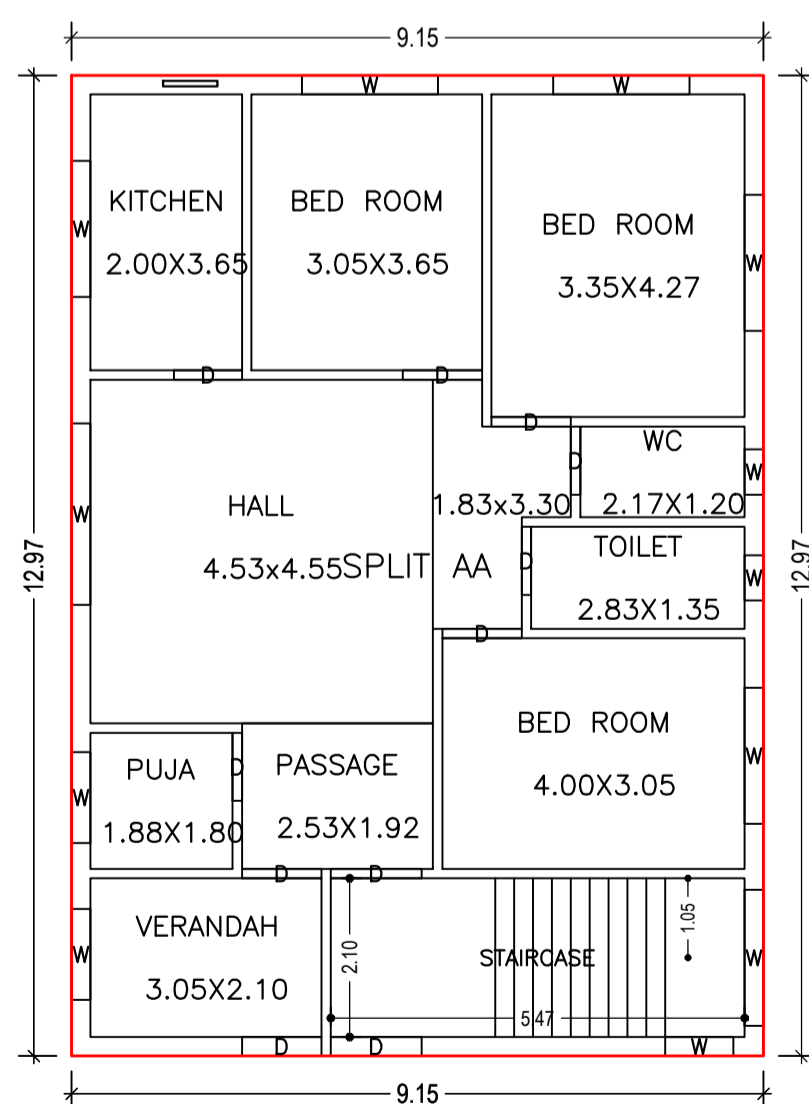 9.15
W
W
KITCHEN
2.00X3.65
BED ROOM
3.05X3.65
BED ROOM
3.35X4.27
W
W
D
D
D
WC
2.17X1.20
D
W
HALL
4.53x4.55
W
1.83x3.30
SPLIT AA
TOILET
2.83X1.35
D
W
12.97
12.97
D
BED ROOM
4.00X3.05
W
PUJA
1.88X1.80
W
D
PASSAGE
2.53X1.92
D
D
VERANDAH
3.05X2.10
W
2.10
STAIRCASE
1.05
W
5.47
D
D
W
9.15